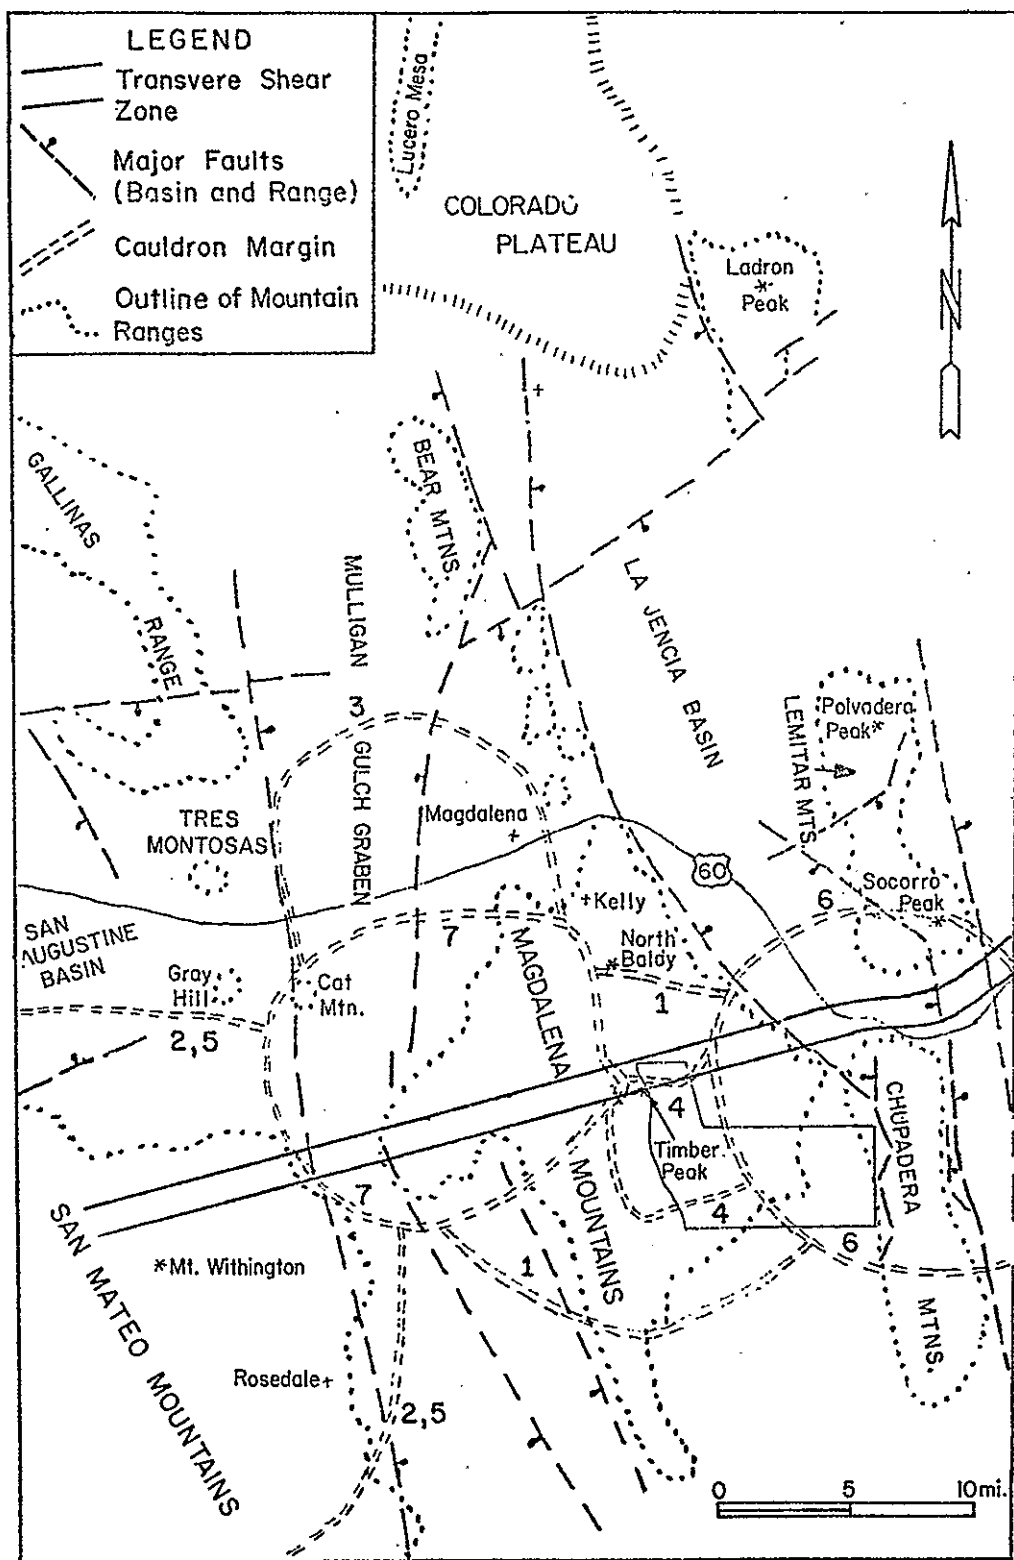 LEGEND
Transvere Shear
Zone
Major Faults
(Basin and Range)
Cauldron Margin
Outline of Mountain
Ranges
Lucero Mesa
COLORADO
PLATEAU
Ladron
Peak
N
GALLINAS
RANGE
BEAR MTNS
MULLIGAN
GULCH GRABEN
3
LA JENCIA BASIN
LEMITAR MTS.
Polvadera
Peak
TRES
MONTOSAS
Magdalena
60
Socorro
Peak
6
SAN
AUGUSTINE
BASIN
Kelly
7
MAGDALENA
MOUNTAINS
North
Baldy
Gray
Hill
Cat
Mtn.
1
2,5
4
Timber
Peak
CHUPADERA
MTNS.
7
4
6
SAN MATEO MOUNTAINS
Mt. Withington
1
Rosedale
2,5
0 5 10 mi.